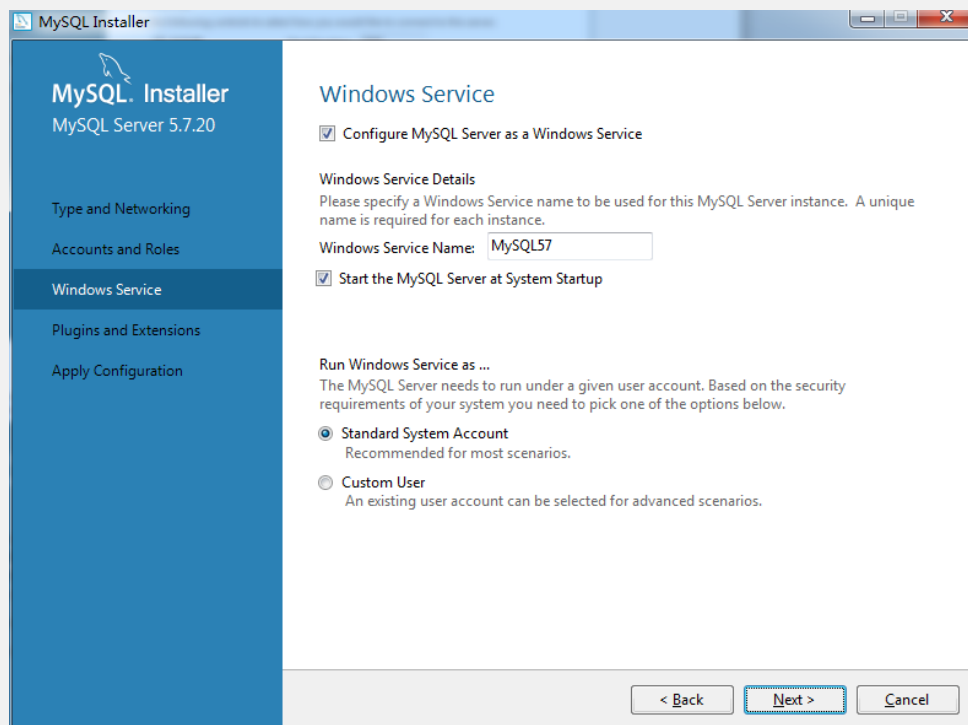 MySQL Installer
MySQL. Installer
MySQL Server 5.7.20
Type and Networking
Accounts and Roles
Windows Service
Plugins and Extensions
Apply Configuration
Windows Service
Configure MySQL Server as a Windows Service
Windows Service Details
Please specify a Windows Service name to be used for this MySQL Server instance. A unique
name is required for each instance.
Windows Service Name: MySQL57
Start the MySQL Server at System Startup
Run Windows Service as ...
The MySQL Server needs to run under a given user account. Based on the security
requirements of your system you need to pick one of the options below.
Standard System Account
Recommended for most scenarios.
Custom User
An existing user account can be selected for advanced scenarios.
< Back Next > Cancel